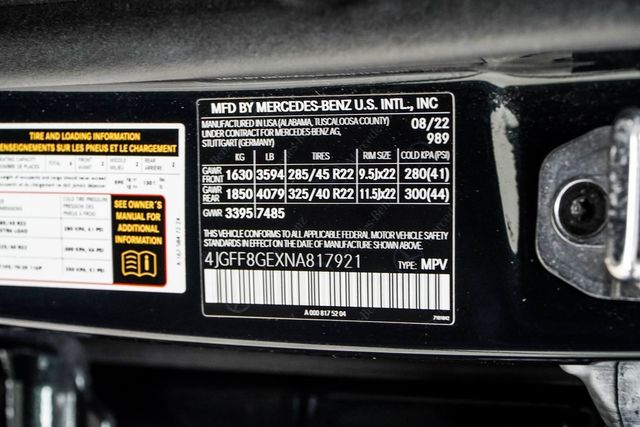 MFD BY MERCEDES-BENZ U.S. INTL., INC
MANUFACTURED IN USA (ALABAMA, TUSCALOOSA COUNTY) 08/22
UNDER CONTRACT FOR MERCEDES BENZ AG, 989
STUTTGART (GERMANY)
KG LB TIRES RIM SIZE COLD KPA(PSI)
GAWR FRONT 1630 3594 285/45 R22 9.5Jx22 280(41)
GAWR REAR 1850 4079 325/40 R22 11.5Jx22 300(44)
GVWR 3395 7485
THIS VEHICLE CONFORMS TO ALL APPLICABLE FEDERAL MOTOR VEHICLE SAFETY
STANDARDS IN EFFECT ON THE DATE OF MANUFACTURE SHOWN ABOVE.
4JGFF8GEXNA817921 TYPE: MPV
A 000 817 52 04
TIRE AND LOADING INFORMATION
RENSEIGNEMENTS SUR LES PNEUS ET LE CHARGEMENT
SEE OWNER'S
MANUAL FOR
ADDITIONAL
INFORMATION